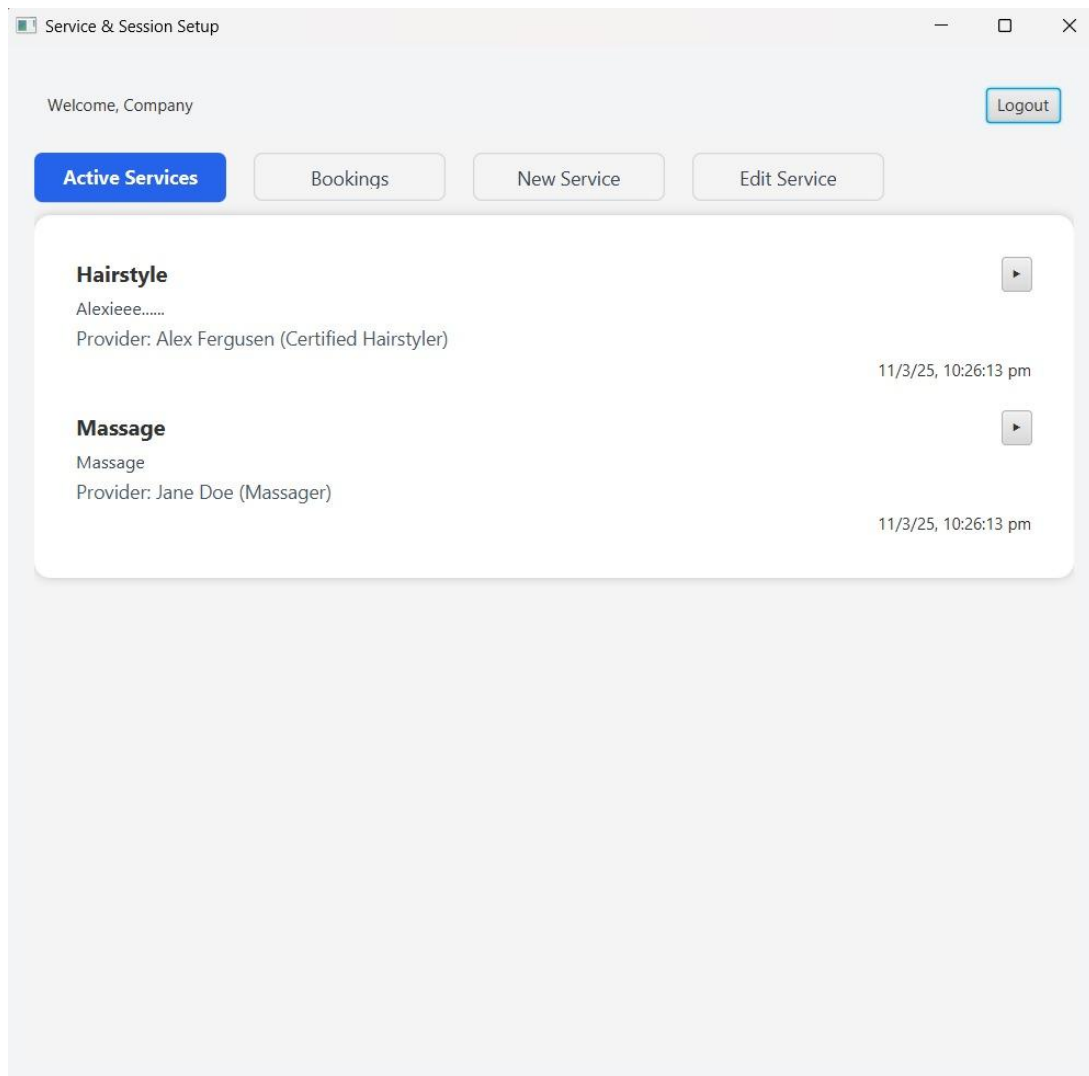 Service & Session Setup
Welcome, Company
Logout
Active Services
Bookings
New Service
Edit Service
Hairstyle
Alexieee......
Provider: Alex Fergusen (Certified Hairstyler)
11/3/25, 10:26:13 pm
Massage
Massage
Provider: Jane Doe (Massager)
11/3/25, 10:26:13 pm